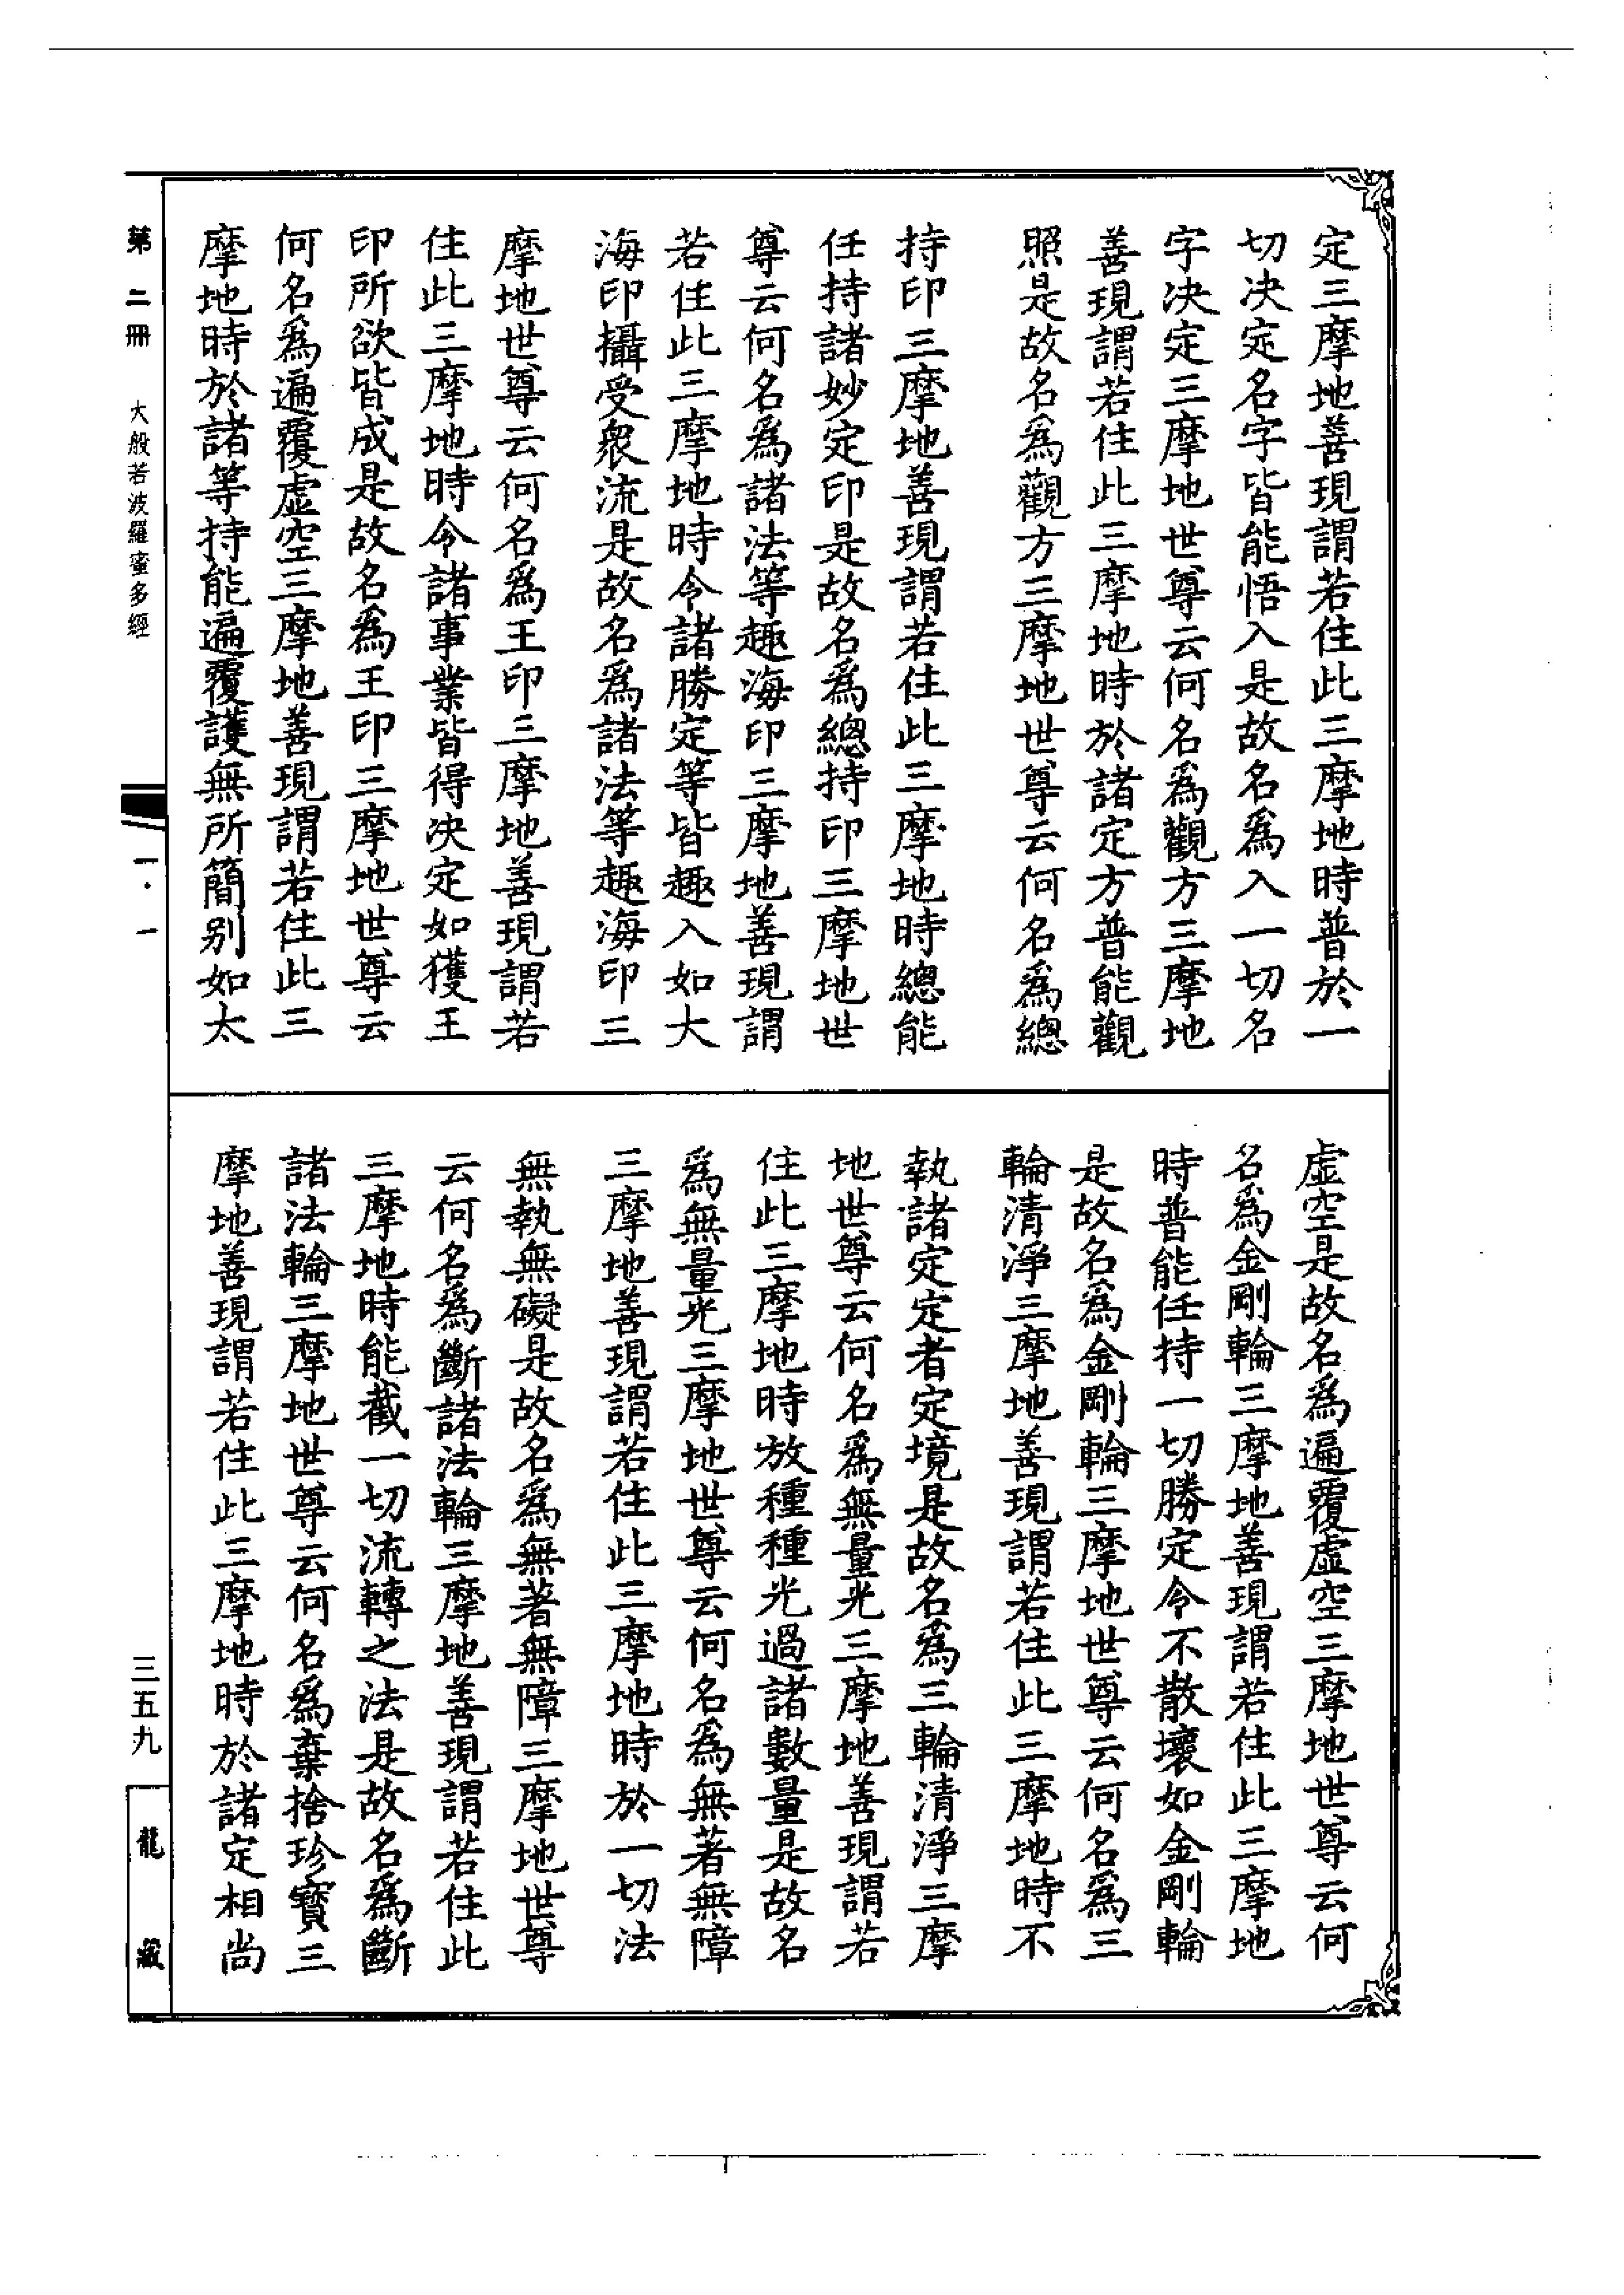 定三摩地善現謂若住此三摩地時普於一
切决定名字皆能悟入是故名為入一切名
字决定三摩地世尊云何名為觀方三摩地
善現謂若住此三摩地時於諸定方普能觀
照是故名為觀方三摩地世尊云何名為總
持印三摩地善現謂若住此三摩地時總能
任持諸妙定印是故名為總持印三摩地世
尊云何名為諸法等趣海印三摩地善現謂
若住此三摩地時令諸勝定等皆趣入如大
海印攝受衆流是故名為諸法等趣海印三
摩地世尊云何名為王印三摩地善現謂若
住此三摩地時令諸事業皆得决定如獲王
印所欲皆成是故名為王印三摩地世尊云
何名為遍覆虛空三摩地善現謂若住此三
摩地時於諸等持能遍覆護無所簡别如太
虛空是故名為遍覆虛空三摩地世尊云何
名為金剛輪三摩地善現謂若住此三摩地
時普能任持一切勝定令不散壞如金剛輪
是故名為金剛輪三摩地世尊云何名為三
輪清淨三摩地善現謂若住此三摩地時不
執諸定定者定境是故名為三輪清淨三摩
地世尊云何名為無量光三摩地善現謂若
住此三摩地時放種種光過諸數量是故名
為無量光三摩地世尊云何名為無著無障
三摩地善現謂若住此三摩地時於一切法
無執無礙是故名為無著無障三摩地世尊
云何名為斷諸法輪三摩地善現謂若住此
三摩地時能截一切流轉之法是故名為斷
諸法輪三摩地世尊云何名為棄捨珍寶三
摩地善現謂若住此三摩地時於諸定相尚
第二冊 大般若波羅蜜多經 一·一 三五九 龍藏